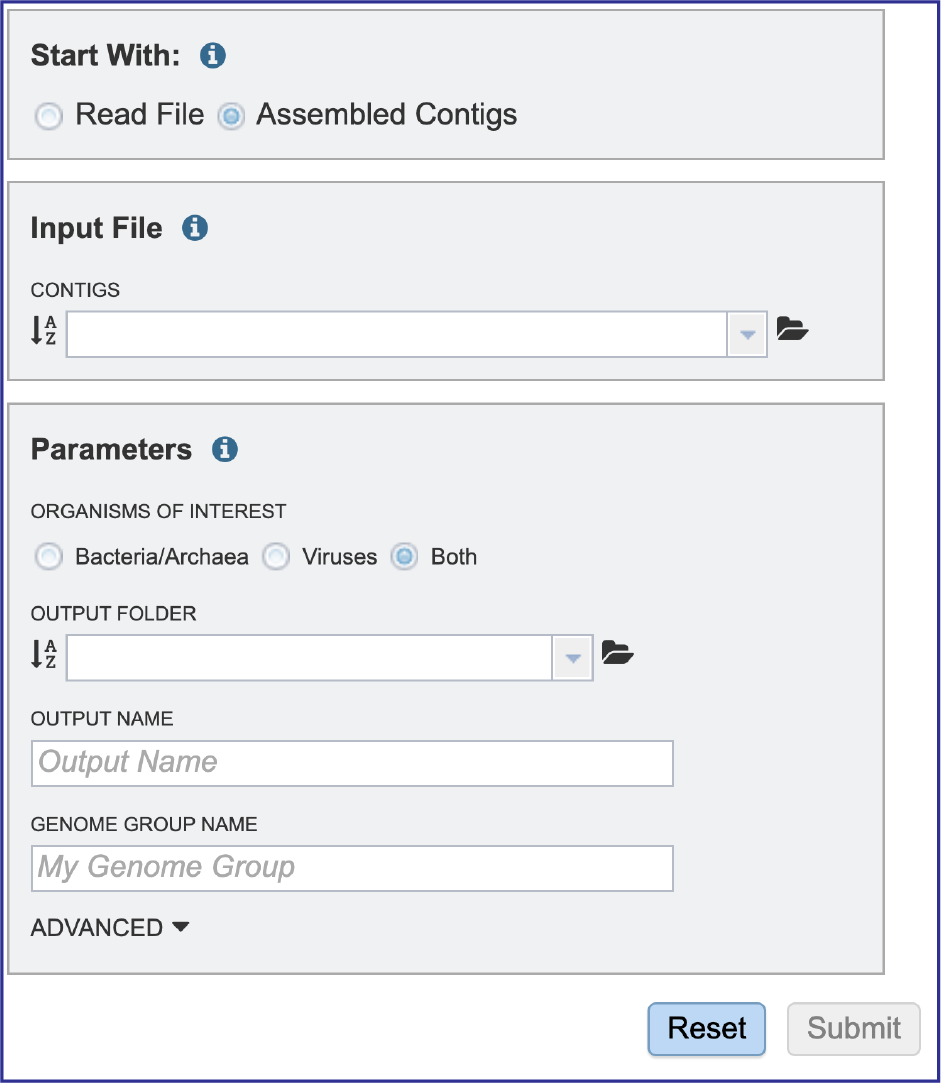 Start With:
Read File Assembled Contigs
Input File
CONTIGS
Parameters
ORGANISMS OF INTEREST
Bacteria/Archaea Viruses Both
OUTPUT FOLDER
OUTPUT NAME
Output Name
GENOME GROUP NAME
My Genome Group
ADVANCED
Reset Submit